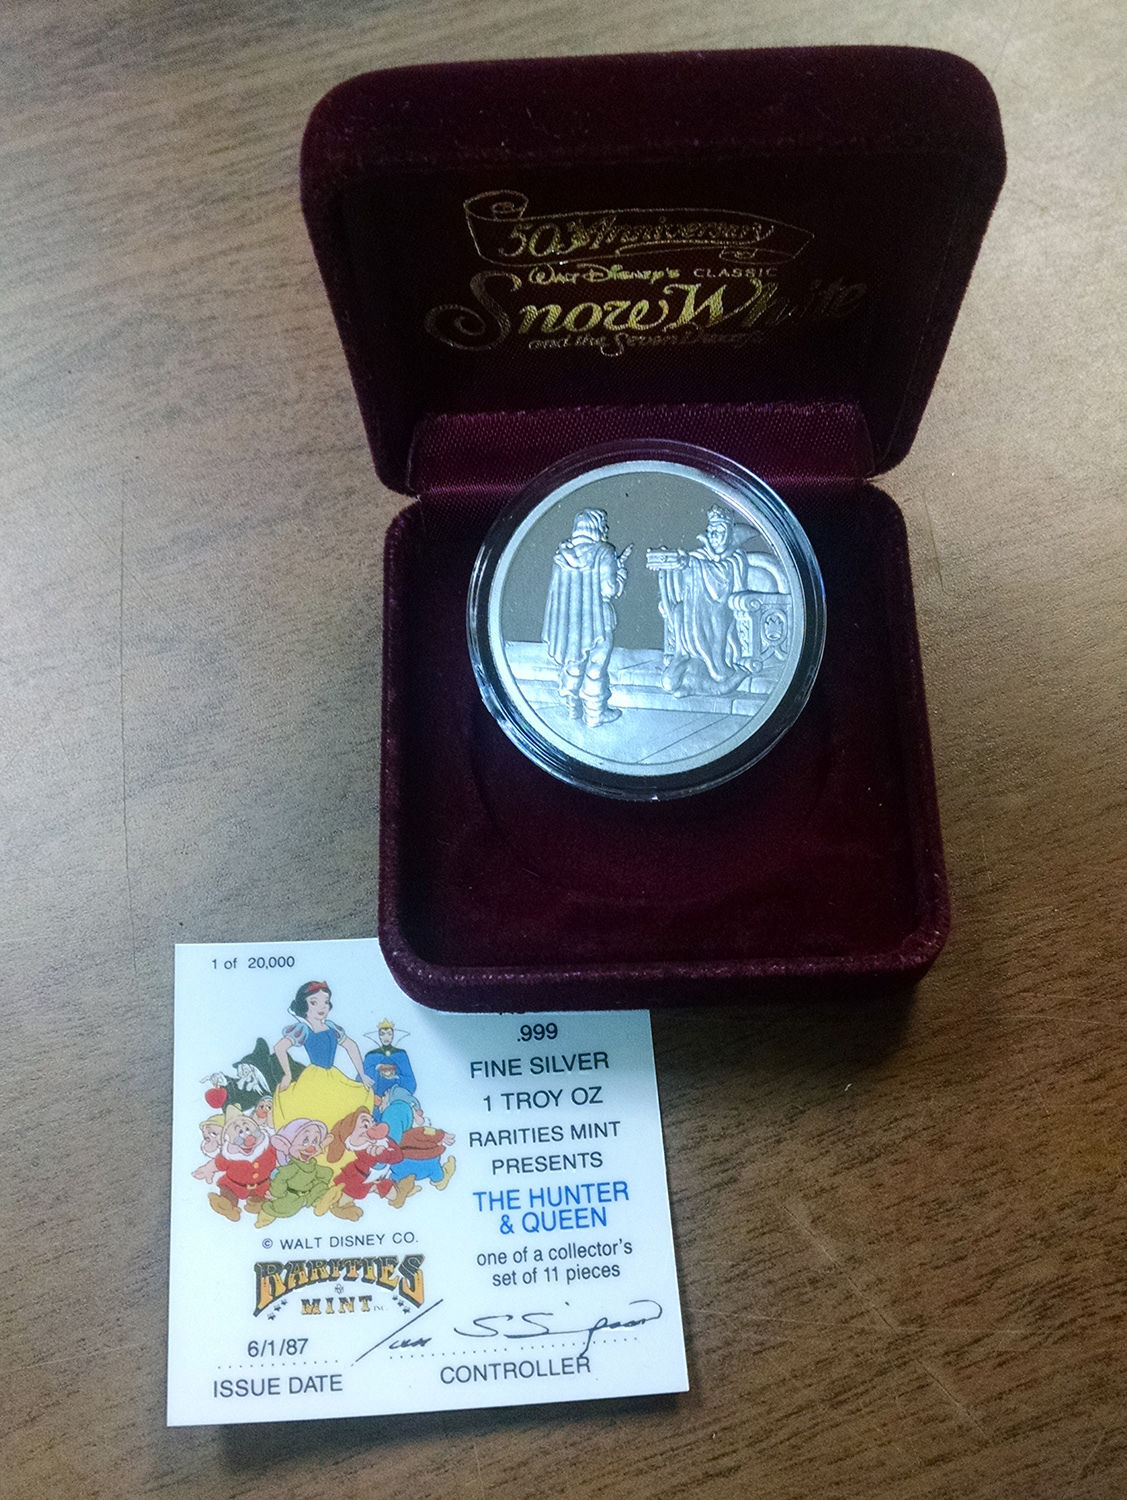 50th Anniversary
WALT DISNEY'S CLASSIC
Snow White
and the Seven Dwarfs
1 of 20,000
.999
FINE SILVER
1 TROY OZ
RARITIES MINT
PRESENTS
THE HUNTER
& QUEEN
one of a collector's
set of 11 pieces
© WALT DISNEY CO.
RARITIES
MINT INC.
6/1/87
ISSUE DATE
CONTROLLER